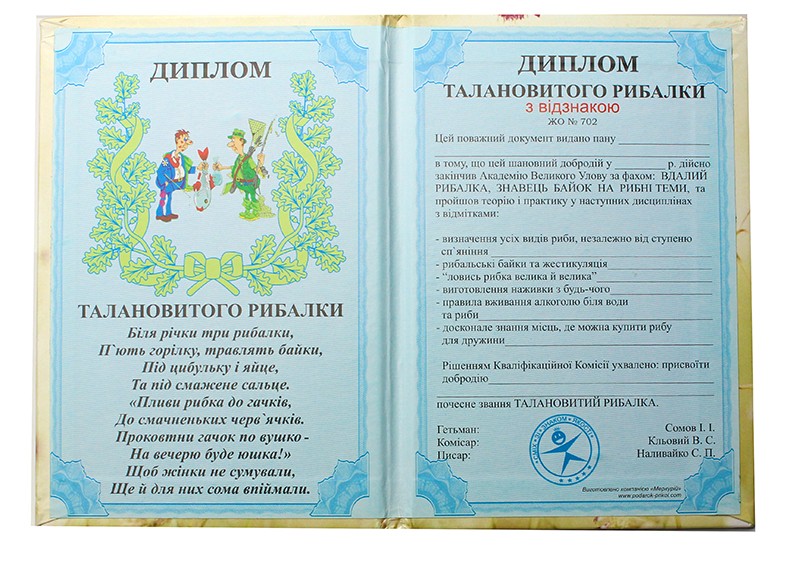 ДИПЛОМ
ТАЛАНОВИТОГО РИБАЛКИ
Біля річки три рибалки,
П'ють горілку, травлять байки,
Під цибульку і яйце,
Та під смажене сальце.
«Пливи рибка до гачків,
До смачненьких черв`ячків.
Проковтни гачок по вушко -
На вечерю буде юшка!»
Щоб жінки не сумували,
Ще й для них сома впіймали.
ДИПЛОМ
ТАЛАНОВИТОГО РИБАЛКИ
з відзнакою
ЖО № 702
Цей поважний документ видано пану
в тому, що цей шановний добродій у ________ р. дійсно
закінчив Академію Великого Улову за фахом: ВДАЛИЙ
РИБАЛКА, ЗНАВЕЦЬ БАЙОК НА РИБНІ ТЕМИ, та
пройшов теорію і практику у наступних дисциплінах
з відмітками:
- визначення усіх видів риби, незалежно від ступеню
сп`яніння
- рибальські байки та жестикуляція
- “ловись рибка велика й велика”
- виготовлення наживки з будь-чого
- правила вживання алкоголю біля води
та риби
- досконале знання місць, де можна купити рибу
для дружини
Рішенням Кваліфікаційної Комісії ухвалено: присвоїти
добродію
почесне звання ТАЛАНОВИТИЙ РИБАЛКА.
Гетьман: Сомов І. І.
Комісар: Кльовий В. С.
Писар: Наливайко С. П.
СМІХ ЗІ ЗНАКОМ ЯКОСТІ
Виготовлено компанією «Меркурій»
www.podarok-prikol.com